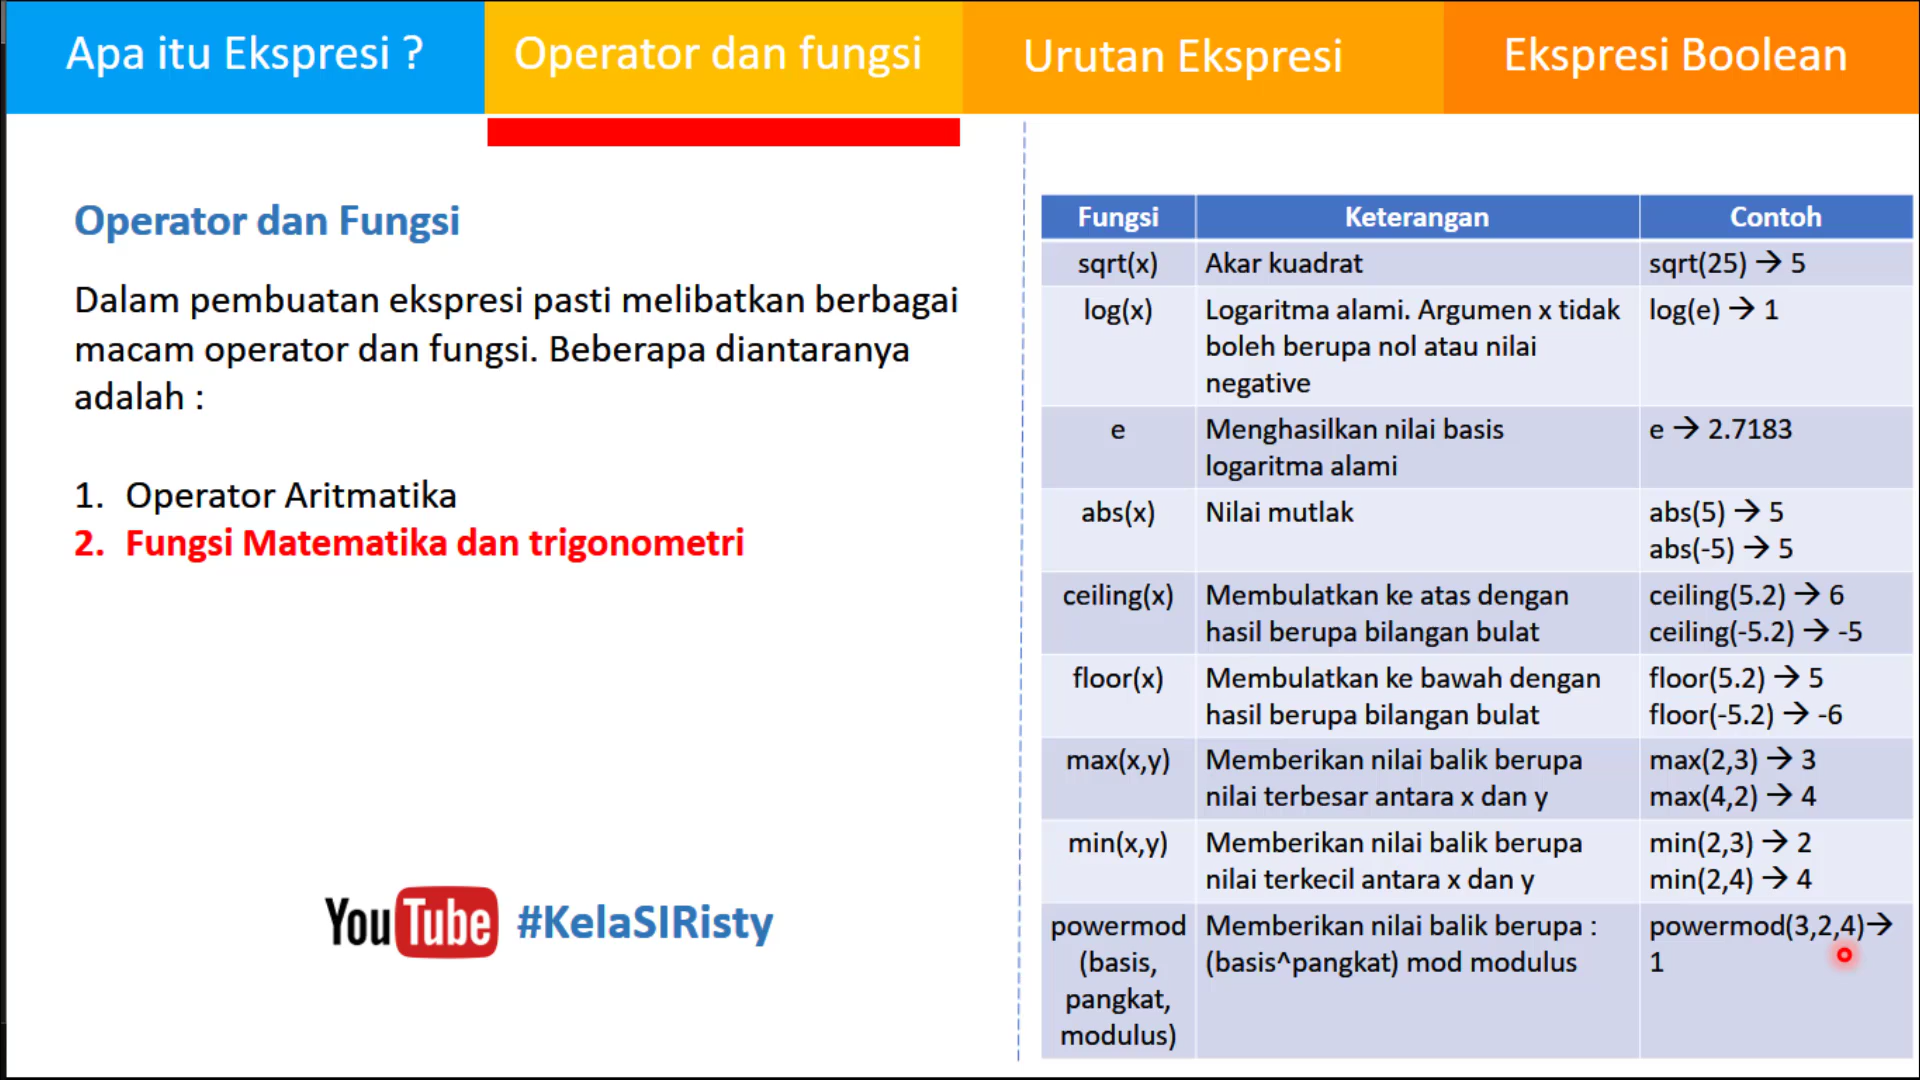 Apa itu Ekspresi ?
Operator dan fungsi
Urutan Ekspresi
Ekspresi Boolean
Operator dan Fungsi
Dalam pembuatan ekspresi pasti melibatkan berbagai
macam operator dan fungsi. Beberapa diantaranya
adalah :
1. Operator Aritmatika
2. Fungsi Matematika dan trigonometri
YouTube #KelaSIRisty
Fungsi Keterangan Contoh
sqrt(x) Akar kuadrat sqrt(25) → 5
log(x) Logaritma alami. Argumen x tidak log(e) → 1
boleh berupa nol atau nilai
negative
e Menghasilkan nilai basis e → 2.7183
logaritma alami
abs(x) Nilai mutlak abs(5) → 5
abs(-5) → 5
ceiling(x) Membulatkan ke atas dengan ceiling(5.2) → 6
hasil berupa bilangan bulat ceiling(-5.2) → -5
floor(x) Membulatkan ke bawah dengan floor(5.2) → 5
hasil berupa bilangan bulat floor(-5.2) → -6
max(x,y) Memberikan nilai balik berupa max(2,3) → 3
nilai terbesar antara x dan y max(4,2) → 4
min(x,y) Memberikan nilai balik berupa min(2,3) → 2
nilai terkecil antara x dan y min(2,4) → 4
powermod Memberikan nilai balik berupa : powermod(3,2,4)→
(basis, (basis^pangkat) mod modulus 1
pangkat,
modulus)